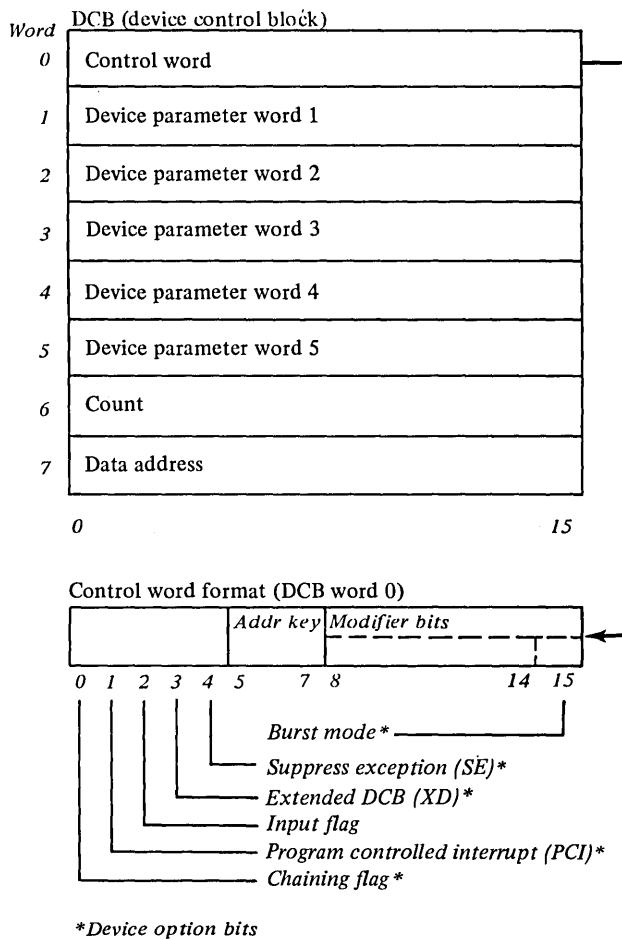 DCB (device control block)
Word
0 Control word
1 Device parameter word 1
2 Device parameter word 2
3 Device parameter word 3
4 Device parameter word 4
5 Device parameter word 5
6 Count
7 Data address
0 15
Control word format (DCB word 0)
Addr key Modifier bits
0 1 2 3 4 5 7 8 14 15
Burst mode*
Suppress exception (SE)*
Extended DCB (XD)*
Input flag
Program controlled interrupt (PCI)*
Chaining flag*
*Device option bits